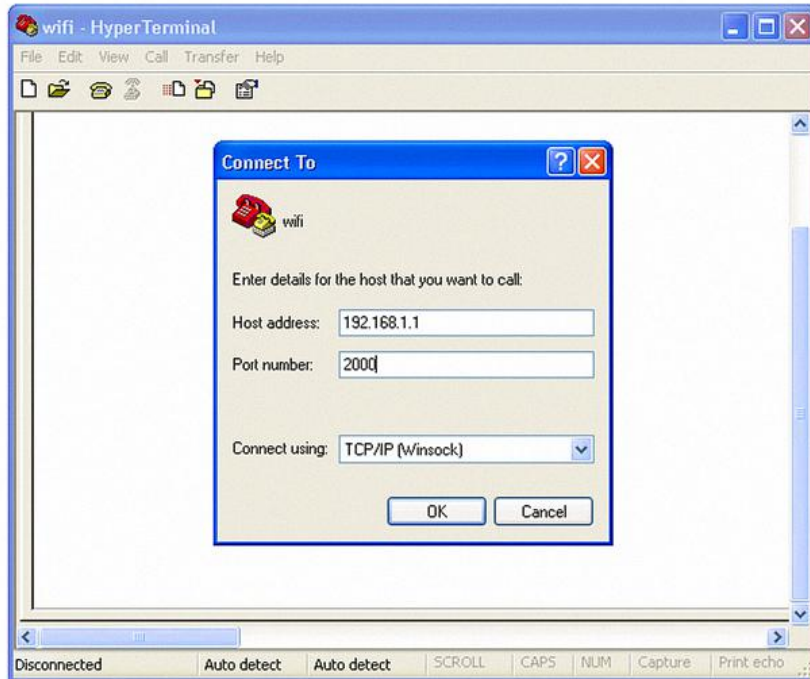 wifi - HyperTerminal
File Edit View Call Transfer Help
Connect To
wifi
Enter details for the host that you want to call:
Host address: 192.168.1.1
Port number: 2000
Connect using: TCP/IP (Winsock)
OK Cancel
Disconnected Auto detect Auto detect SCROLL CAPS NUM Capture Print echo